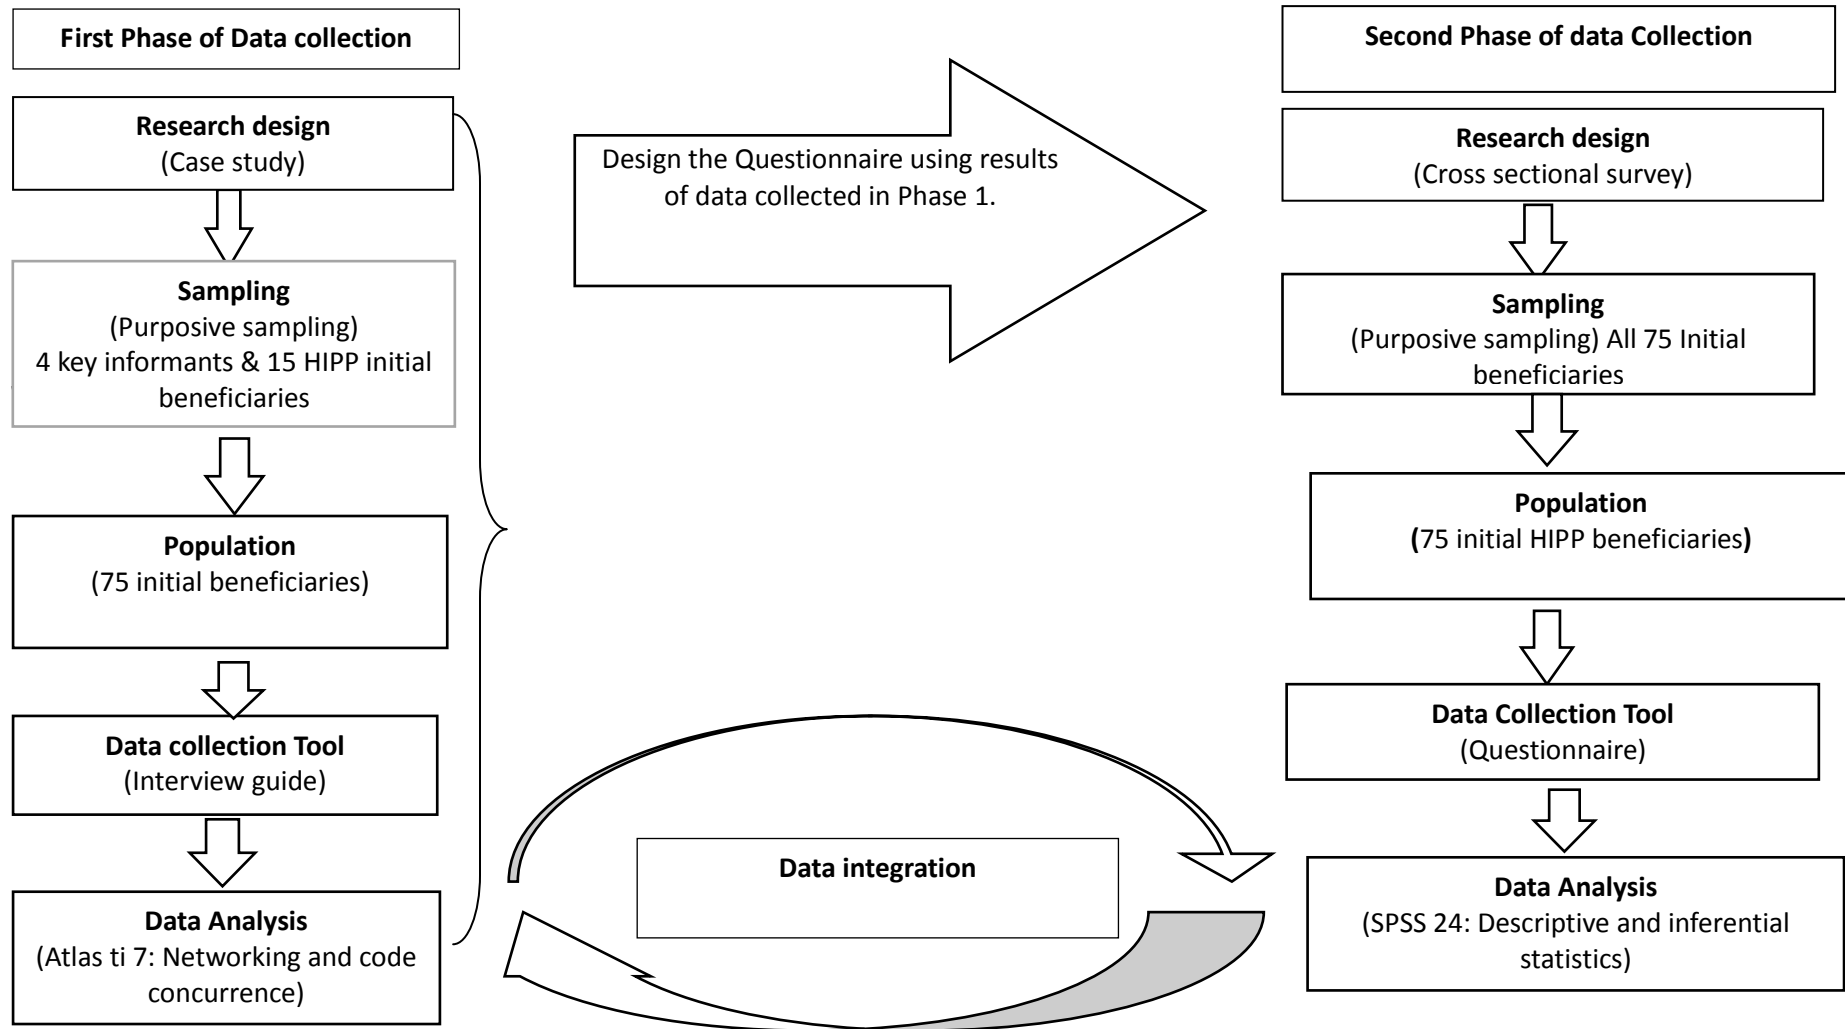 First Phase of Data collection
Research design
(Case study)
Sampling
(Purposive sampling)
4 key informants & 15 HIPP initial
beneficiaries
Population
(75 initial beneficiaries)
Data collection Tool
(Interview guide)
Data Analysis
(Atlas ti 7: Networking and code
concurrence)
Design the Questionnaire using results
of data collected in Phase 1.
Data integration
Second Phase of data Collection
Research design
(Cross sectional survey)
Sampling
(Purposive sampling) All 75 Initial
beneficiaries
Population
(75 initial HIPP beneficiaries)
Data Collection Tool
(Questionnaire)
Data Analysis
(SPSS 24: Descriptive and inferential
statistics)